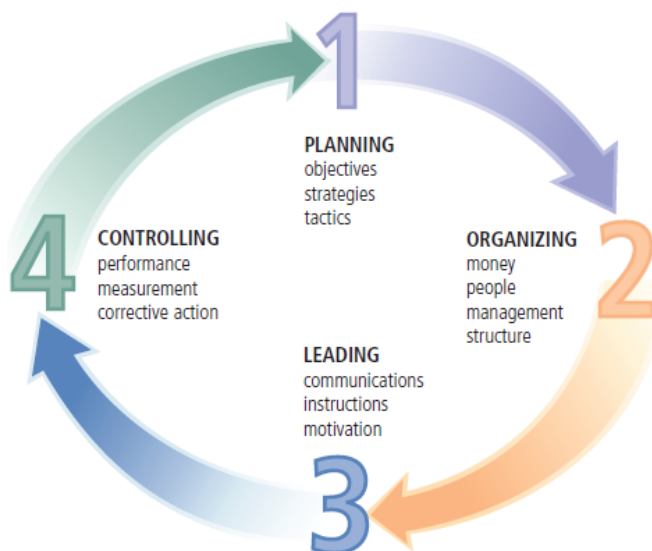 1
PLANNING
objectives
strategies
tactics
2
ORGANIZING
money
people
management
structure
3
LEADING
communications
instructions
motivation
4
CONTROLLING
performance
measurement
corrective action